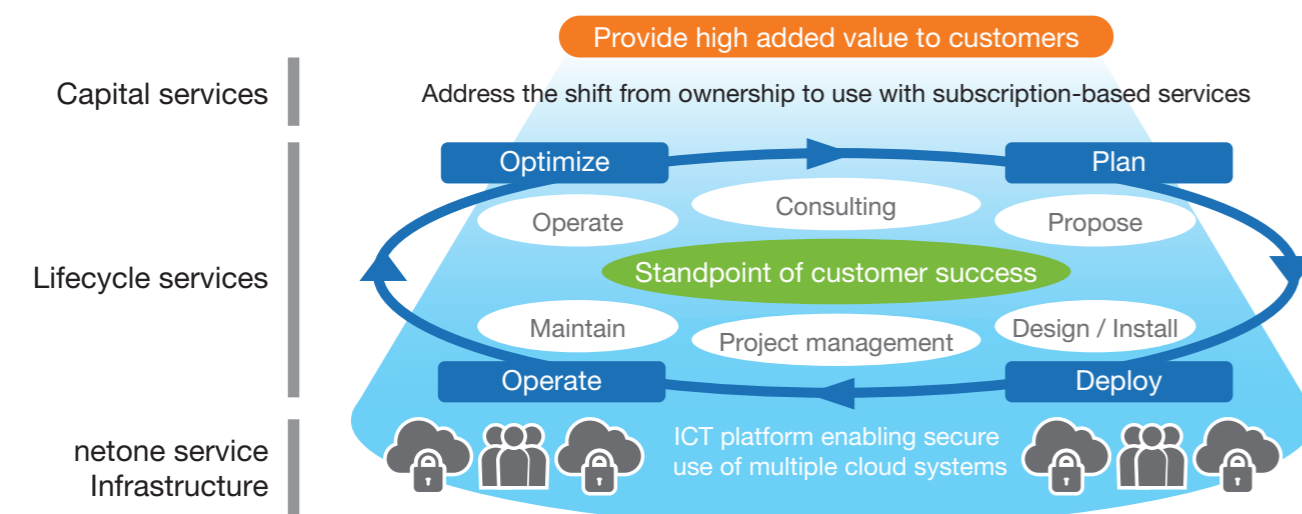 Provide high added value to customers
Capital services
Address the shift from ownership to use with subscription-based services
Optimize
Plan
Operate
Consulting
Propose
Lifecycle services
Standpoint of customer success
Maintain
Project management
Design / Install
Operate
Deploy
netone service
Infrastructure
ICT platform enabling secure
use of multiple cloud systems